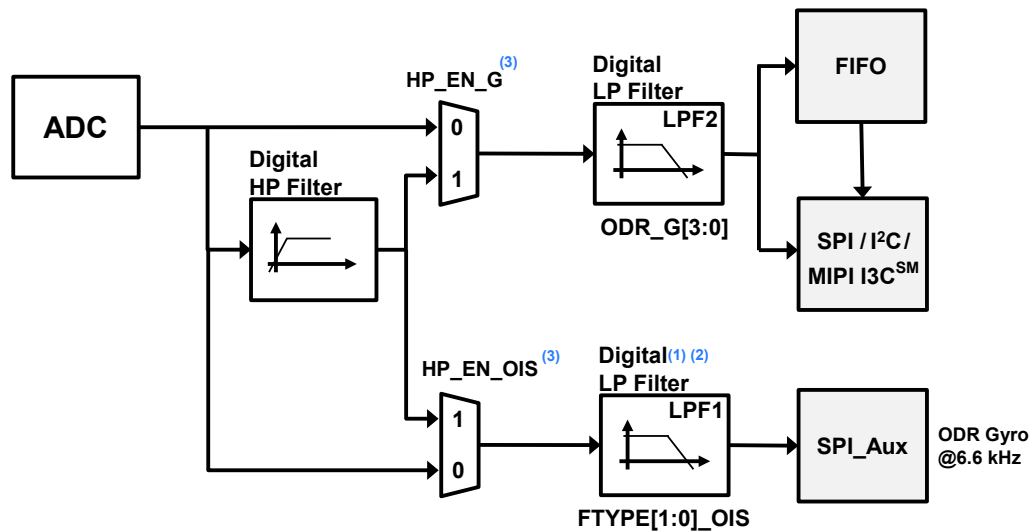 ADC
HP_EN_G (3)
0
1
Digital
HP Filter
Digital
LP Filter
LPF2
ODR_G[3:0]
FIFO
SPI / I²C/
MIPI I3Cˢᴹ
HP_EN_OIS (3)
1
0
Digital(1) (2)
LP Filter
LPF1
FTYPE[1:0]_OIS
SPI_Aux
ODR Gyro
@6.6 kHz